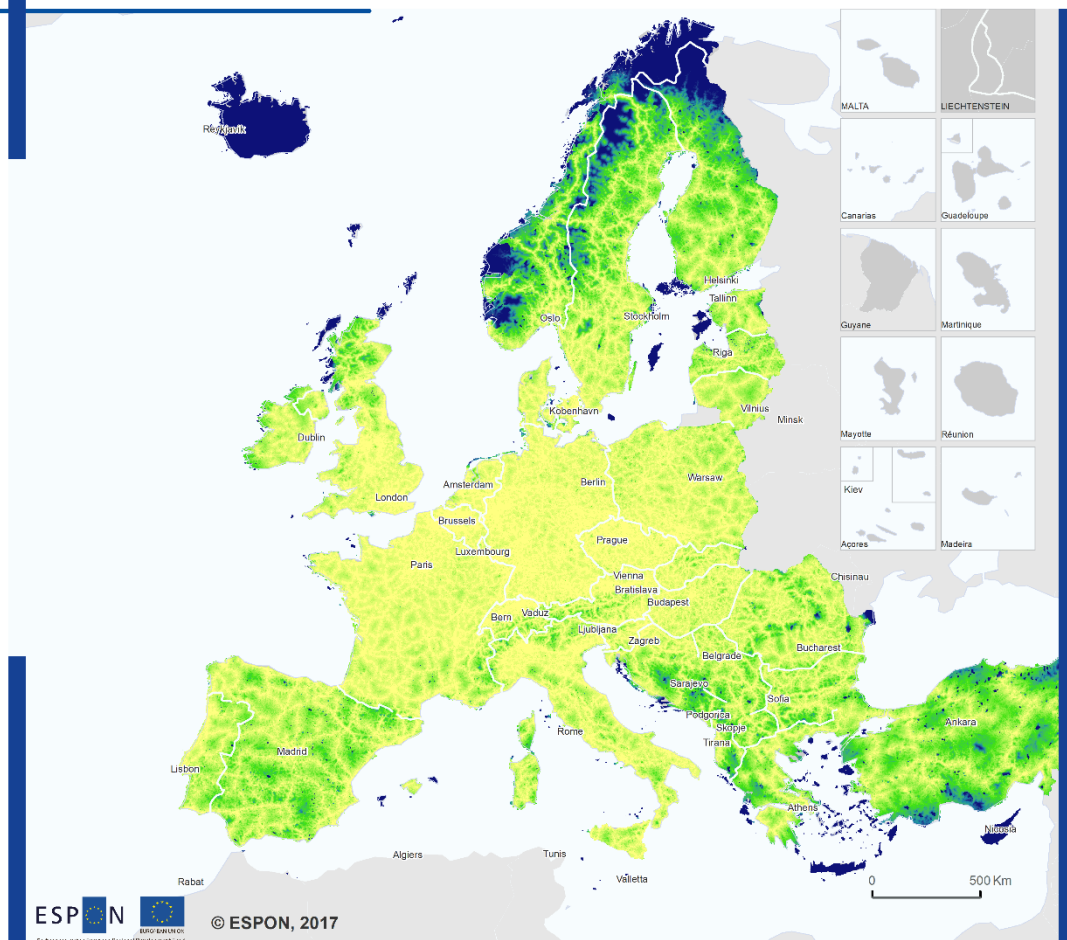 MALTA
LIECHTENSTEIN
Reykjavik
Canarias
Guadeloupe
Helsinki
Tallinn
Oslo
Stockholm
Guyane
Martinique
Riga
Kobenhavn
Vilnius
Minsk
Dublin
Mayotte
Réunion
Amsterdam
Berlin
Warsaw
London
Kiev
Brussels
Prague
Açores
Madeira
Luxembourg
Paris
Vienna
Chisinau
Bratislava
Budapest
Bern
Vaduz
Ljubljana
Zagreb
Bucharest
Belgrade
Sarajevo
Sofia
Podgorica
Ankara
Skopje
Rome
Tirana
Madrid
Lisbon
Athens
Nicosia
Algiers
Tunis
Valletta
Rabat
0 500 Km
ESPON
EUROPEAN UNION
© ESPON, 2017